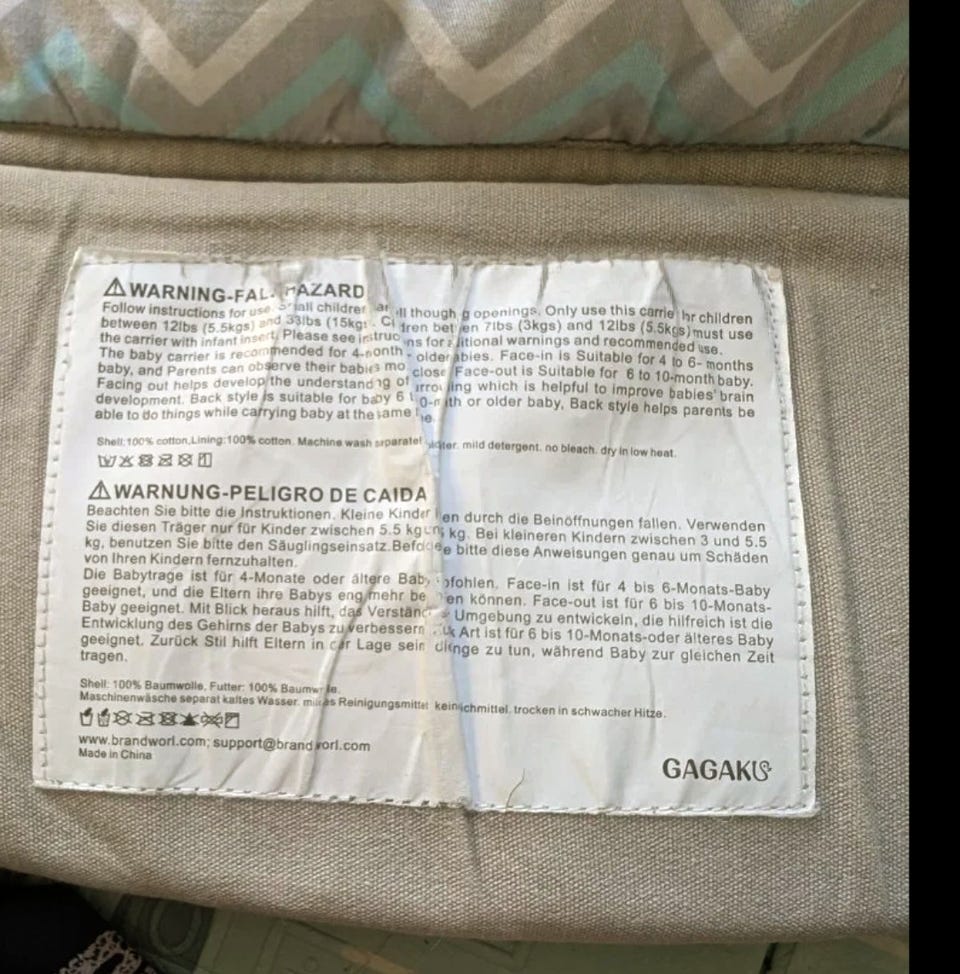 WARNING-FAL. HAZARD
Follow instructions for use. Small children fall though g openings. Only use this carrie children
between 12lbs (5.5kgs) and 33lbs (15kgs). between 7lbs (3kgs) and 12lbs (5.5kgs) must use
the carrier with infant insert. Please see instructions for additional warnings and recommended use.
The baby carrier is recommended for 4-month older babies. Face-in is Suitable for 4 to 6- months
baby, and Parents can observe their babies mo close Face-out is Suitable for 6 to 10-month baby.
Facing out helps develop the understanding of which is helpful to improve babies' brain
development. Back style is suitable for baby 6 or older baby, Back style helps parents be
able to do things while carrying baby at the same
Shell:100% cotton,Lining:100% cotton. Machine wash separatel mild detergent. no bleach. dry in low heat.
WARNUNG-PELIGRO DE CAIDA
Beachten Sie bitte die Instruktionen. Kleine Kinder en durch die Beinöffnungen fallen. Verwenden
Sie diesen Träger nur für Kinder zwischen 5.5 kg kg. Bei kleineren Kindern zwischen 3 und 5.5
kg, benutzen Sie bitte den Säuglingseinsatz. bitte diese Anweisungen genau um Schäden
von Ihren Kindern fernzuhalten.
Die Babytrage ist für 4-Monate oder ältere Bab pfohlen. Face-in ist für 4 bis 6-Monats-Baby
geeignet, und die Eltern ihre Babys eng mehr be en können. Face-out ist für 6 bis 10-Monats-
Baby geeignet. Mit Blick heraus hilft, das Umgebung zu entwickeln, die hilfreich ist die
Entwicklung des Gehirns der Babys zu verbessern Art ist für 6 bis 10-Monats-oder älteres Baby
geeignet. Zurück Stil hilft Eltern in der Lage sein zu tun, während Baby zur gleichen Zeit
tragen.
Shell: 100% Baumwolle, Futter: 100%
Maschinenwäsche separat kaltes Wasser. Reinigungsmittel trocken in schwacher Hitze.
www.brandworl.com; support@brandworl.com
Made in China
GAGAKU